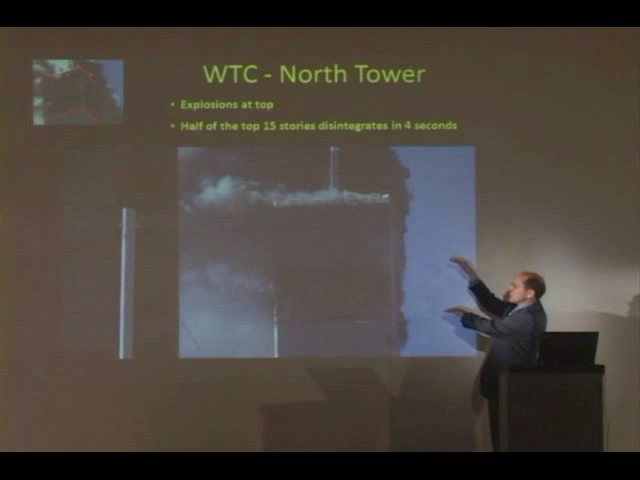 WTC - North Tower
• Explosions at top
• Half of the top 15 stories disintegrates in 4 seconds